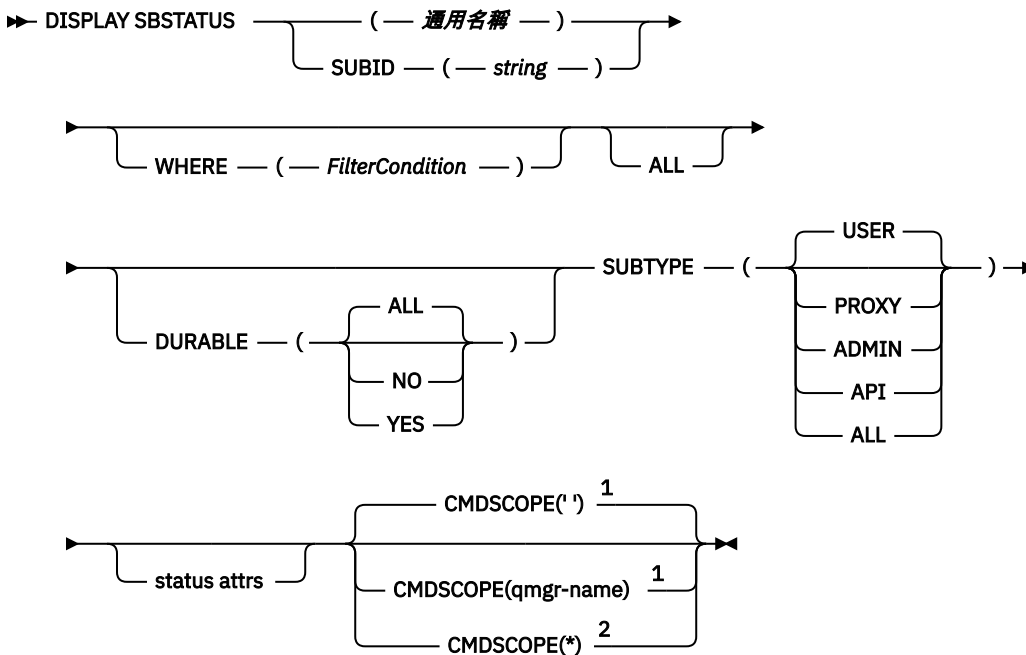 DISPLAY SBSTATUS ( 通用名稱 )
SUBID ( string )
WHERE ( FilterCondition )
ALL
USER
SUBTYPE ( )
ALL
PROXY
DURABLE ( )
ADMIN
NO
API
YES
ALL
CMDSCOPE(' ') 1
status attrs
CMDSCOPE(qmgr-name) 1
CMDSCOPE(*) 2